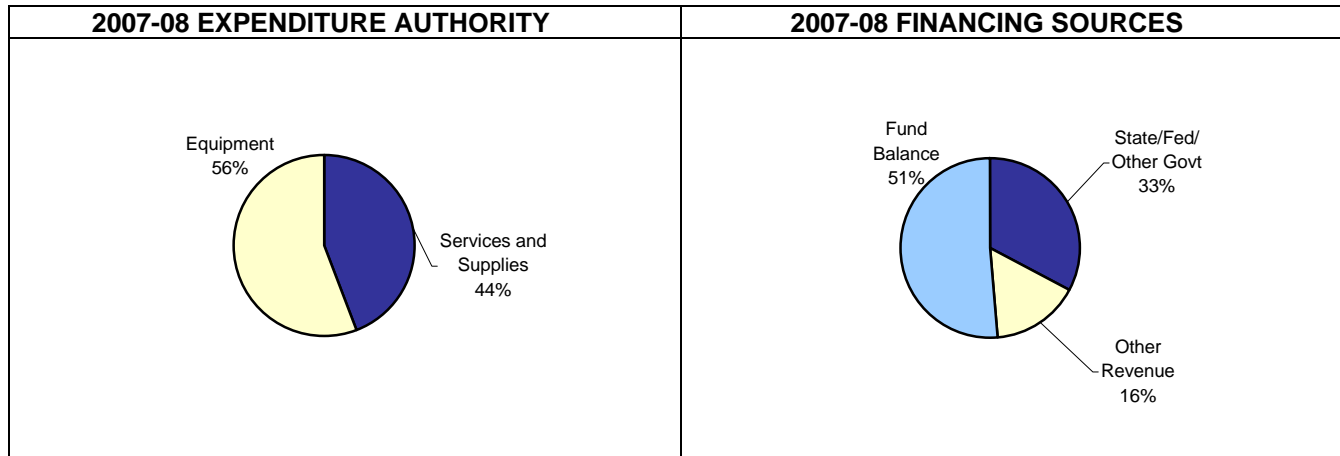 2007-08 EXPENDITURE AUTHORITY
Equipment
56%
Services and
Supplies
44%
2007-08 FINANCING SOURCES
Fund
Balance
51%
State/Fed/
Other Govt
33%
Other
Revenue
16%